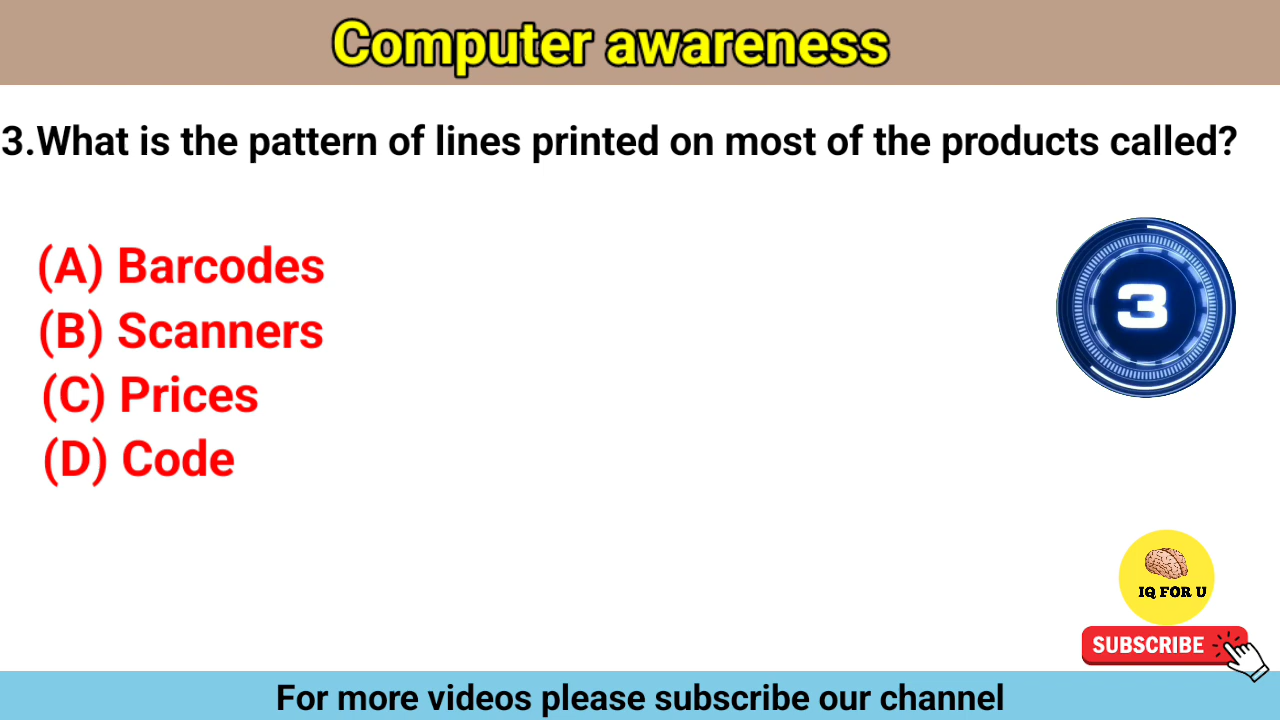 Computer awareness
3.What is the pattern of lines printed on most of the products called?
(A) Barcodes
(B) Scanners
(C) Prices
(D) Code
3
IQ FOR U
SUBSCRIBE
For more videos please subscribe our channel